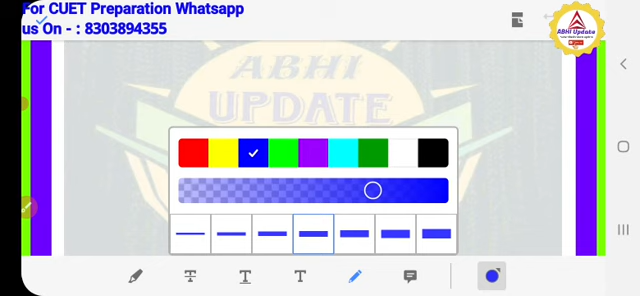 For CUET Preparation Whatsapp
us On - : 8303894355
ABHI Update
ABHI
UPDATE
T
T
T